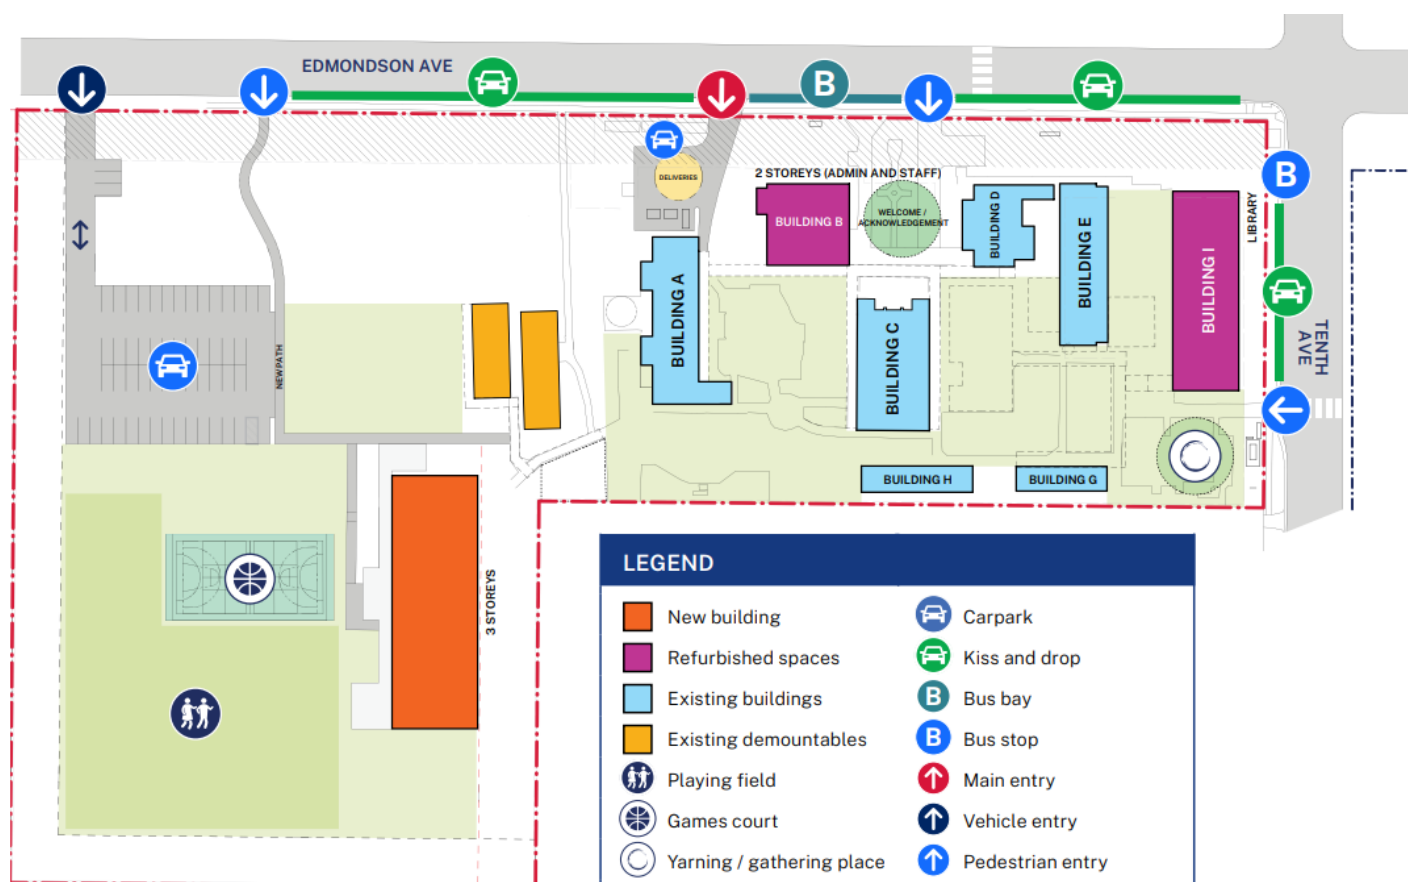 EDMONDSON AVE
B
DELIVERIES
2 STOREYS (ADMIN AND STAFF)
BUILDING B
WELCOME /
ACKNOWLEDGEMENT
BUILDING D
BUILDING E
BUILDING I
LIBRARY
B
TENTH
AVE
BUILDING A
BUILDING C
NEW PATH
BUILDING H
BUILDING G
3 STOREYS
LEGEND
New building
Refurbished spaces
Existing buildings
Existing demountables
Playing field
Games court
Yarning / gathering place
Carpark
Kiss and drop
B Bus bay
B Bus stop
Main entry
Vehicle entry
Pedestrian entry